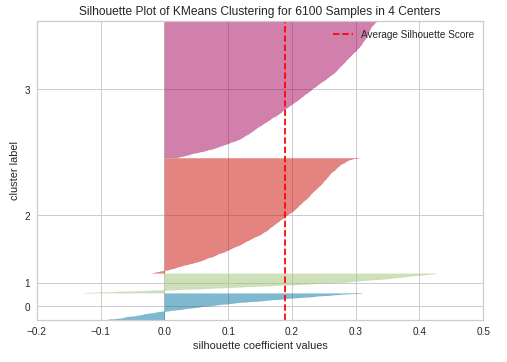 Silhouette Plot of KMeans Clustering for 6100 Samples in 4 Centers
Average Silhouette Score
3
2
1
0
cluster label
−0.2 −0.1 0.0 0.1 0.2 0.3 0.4 0.5
silhouette coefficient values